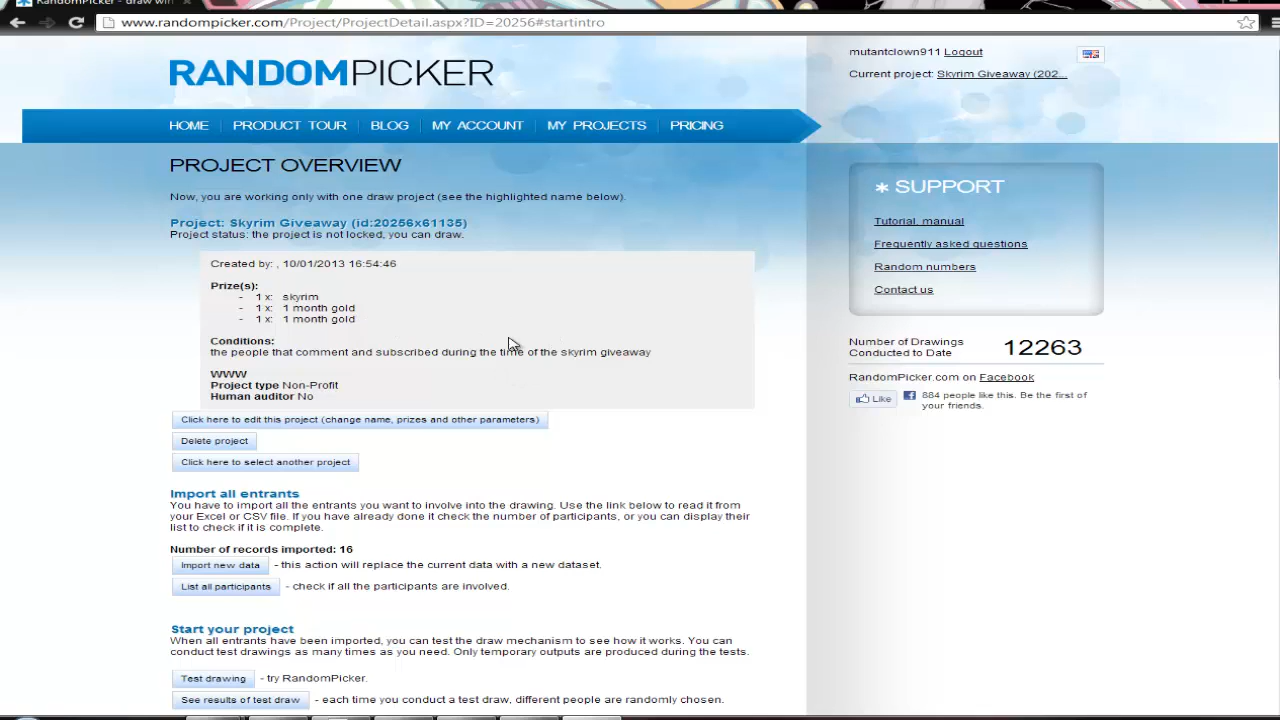 RandomPicker - draw win
www.randompicker.com/Project/ProjectDetail.aspx?ID=20256#startintro
mutantclown911 Logout
Current project: Skyrim Giveaway (202...
RANDOMPICKER
HOME PRODUCT TOUR BLOG MY ACCOUNT MY PROJECTS PRICING
PROJECT OVERVIEW
Now, you are working only with one draw project (see the highlighted name below).
Project: Skyrim Giveaway (id:20256x61135)
Project status: the project is not locked, you can draw.
Created by: , 10/01/2013 16:54:46
Prize(s):
- 1 x: skyrim
- 1 x: 1 month gold
- 1 x: 1 month gold
Conditions:
the people that comment and subscribed during the time of the skyrim giveaway
WWW
Project type Non-Profit
Human auditor No
Click here to edit this project (change name, prizes and other parameters)
Delete project
Click here to select another project
Import all entrants
You have to import all the entrants you want to involve into the drawing. Use the link below to read it from
your Excel or CSV file. If you have already done it check the number of participants, or you can display their
list to check if it is complete.
Number of records imported: 16
Import new data - this action will replace the current data with a new dataset.
List all participants - check if all the participants are involved.
Start your project
When all entrants have been imported, you can test the draw mechanism to see how it works. You can
conduct test drawings as many times as you need. Only temporary outputs are produced during the tests.
Test drawing - try RandomPicker.
See results of test draw - each time you conduct a test draw, different people are randomly chosen.
* SUPPORT
Tutorial, manual
Frequently asked questions
Random numbers
Contact us
Number of Drawings
Conducted to Date
12263
RandomPicker.com on Facebook
Like
884 people like this. Be the first of
your friends.